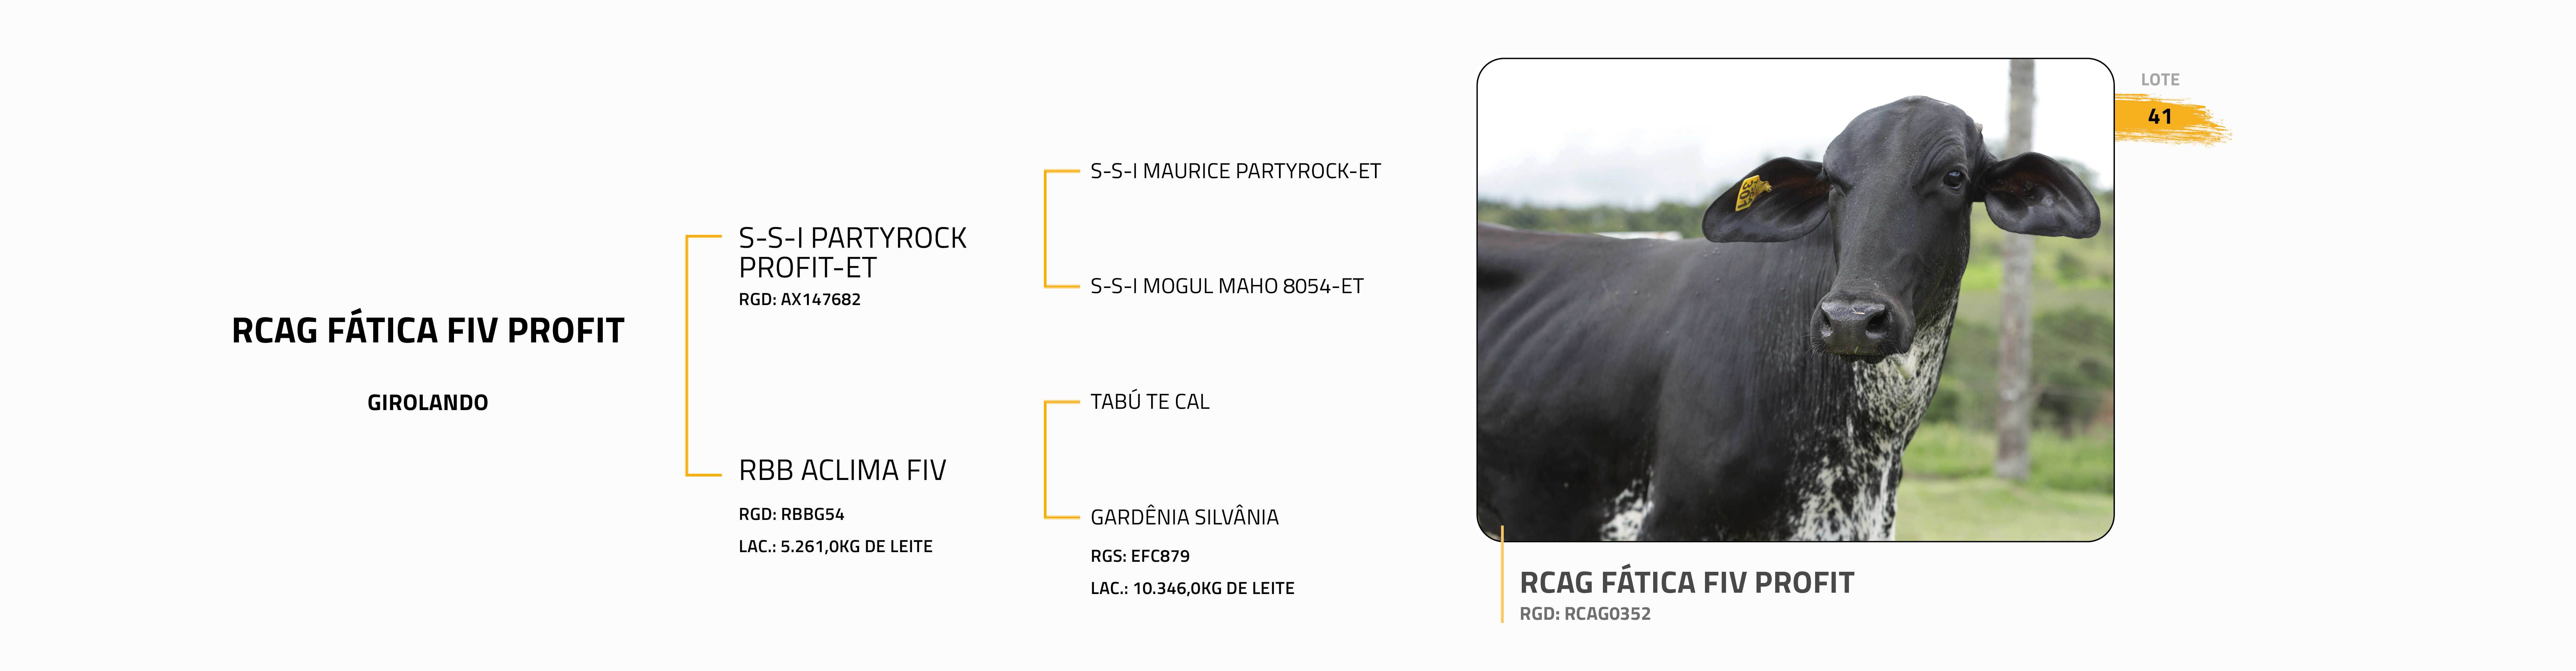 RCAG FÁTICA FIV PROFIT
GIROLANDO
S-S-I PARTYROCK
PROFIT-ET
RGD: AX147682
RBB ACLIMA FIV
RGD: RBBG54
LAC.: 5.261,0KG DE LEITE
S-S-I MAURICE PARTYROCK-ET
S-S-I MOGUL MAHO 8054-ET
TABÚ TE CAL
GARDÊNIA SILVÂNIA
RGS: EFC879
LAC.: 10.346,0KG DE LEITE
LOTE
41
RCAG FÁTICA FIV PROFIT
RGD: RCAG0352